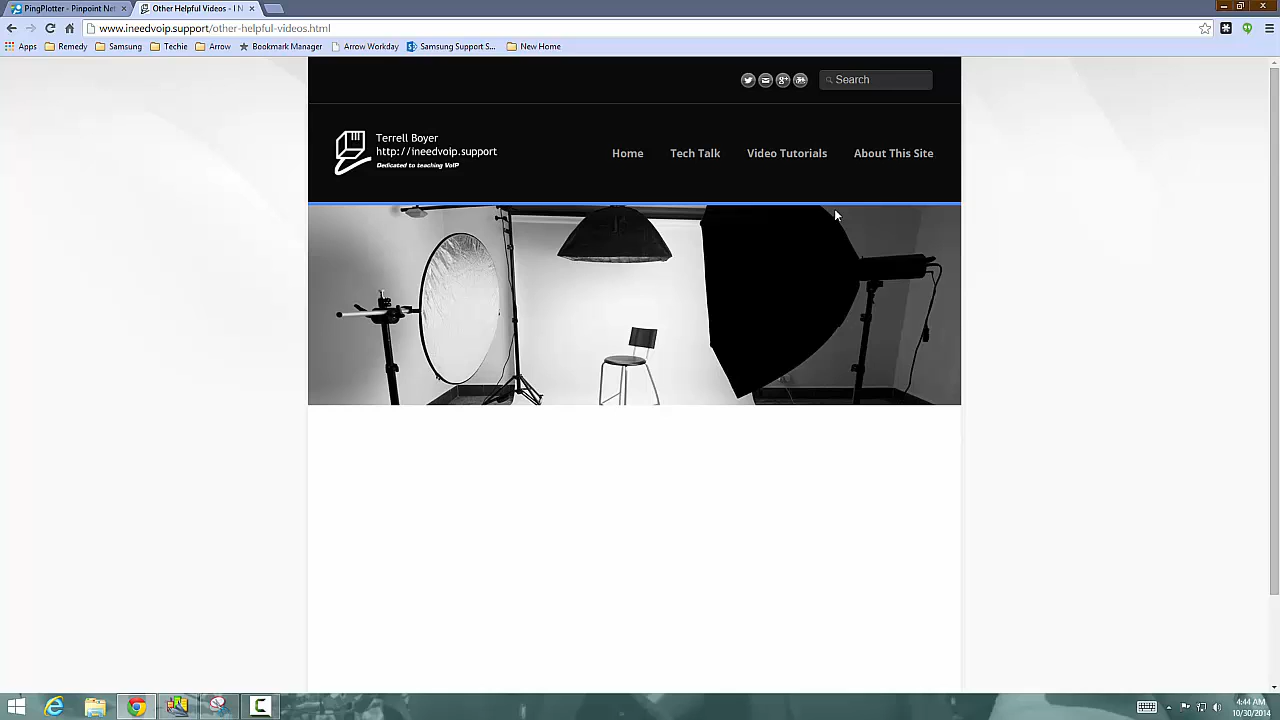 PingPlotter - Pinpoint Net
Other Helpful Videos - I N
www.ineedvoip.support/other-helpful-videos.html
Apps Remedy Samsung Techie Arrow Bookmark Manager Arrow Workday Samsung Support S... New Home
Search
Terrell Boyer
http://ineedvoip.support
Dedicated to teaching VoIP
Home Tech Talk Video Tutorials About This Site
4:44 AM
10/30/2014